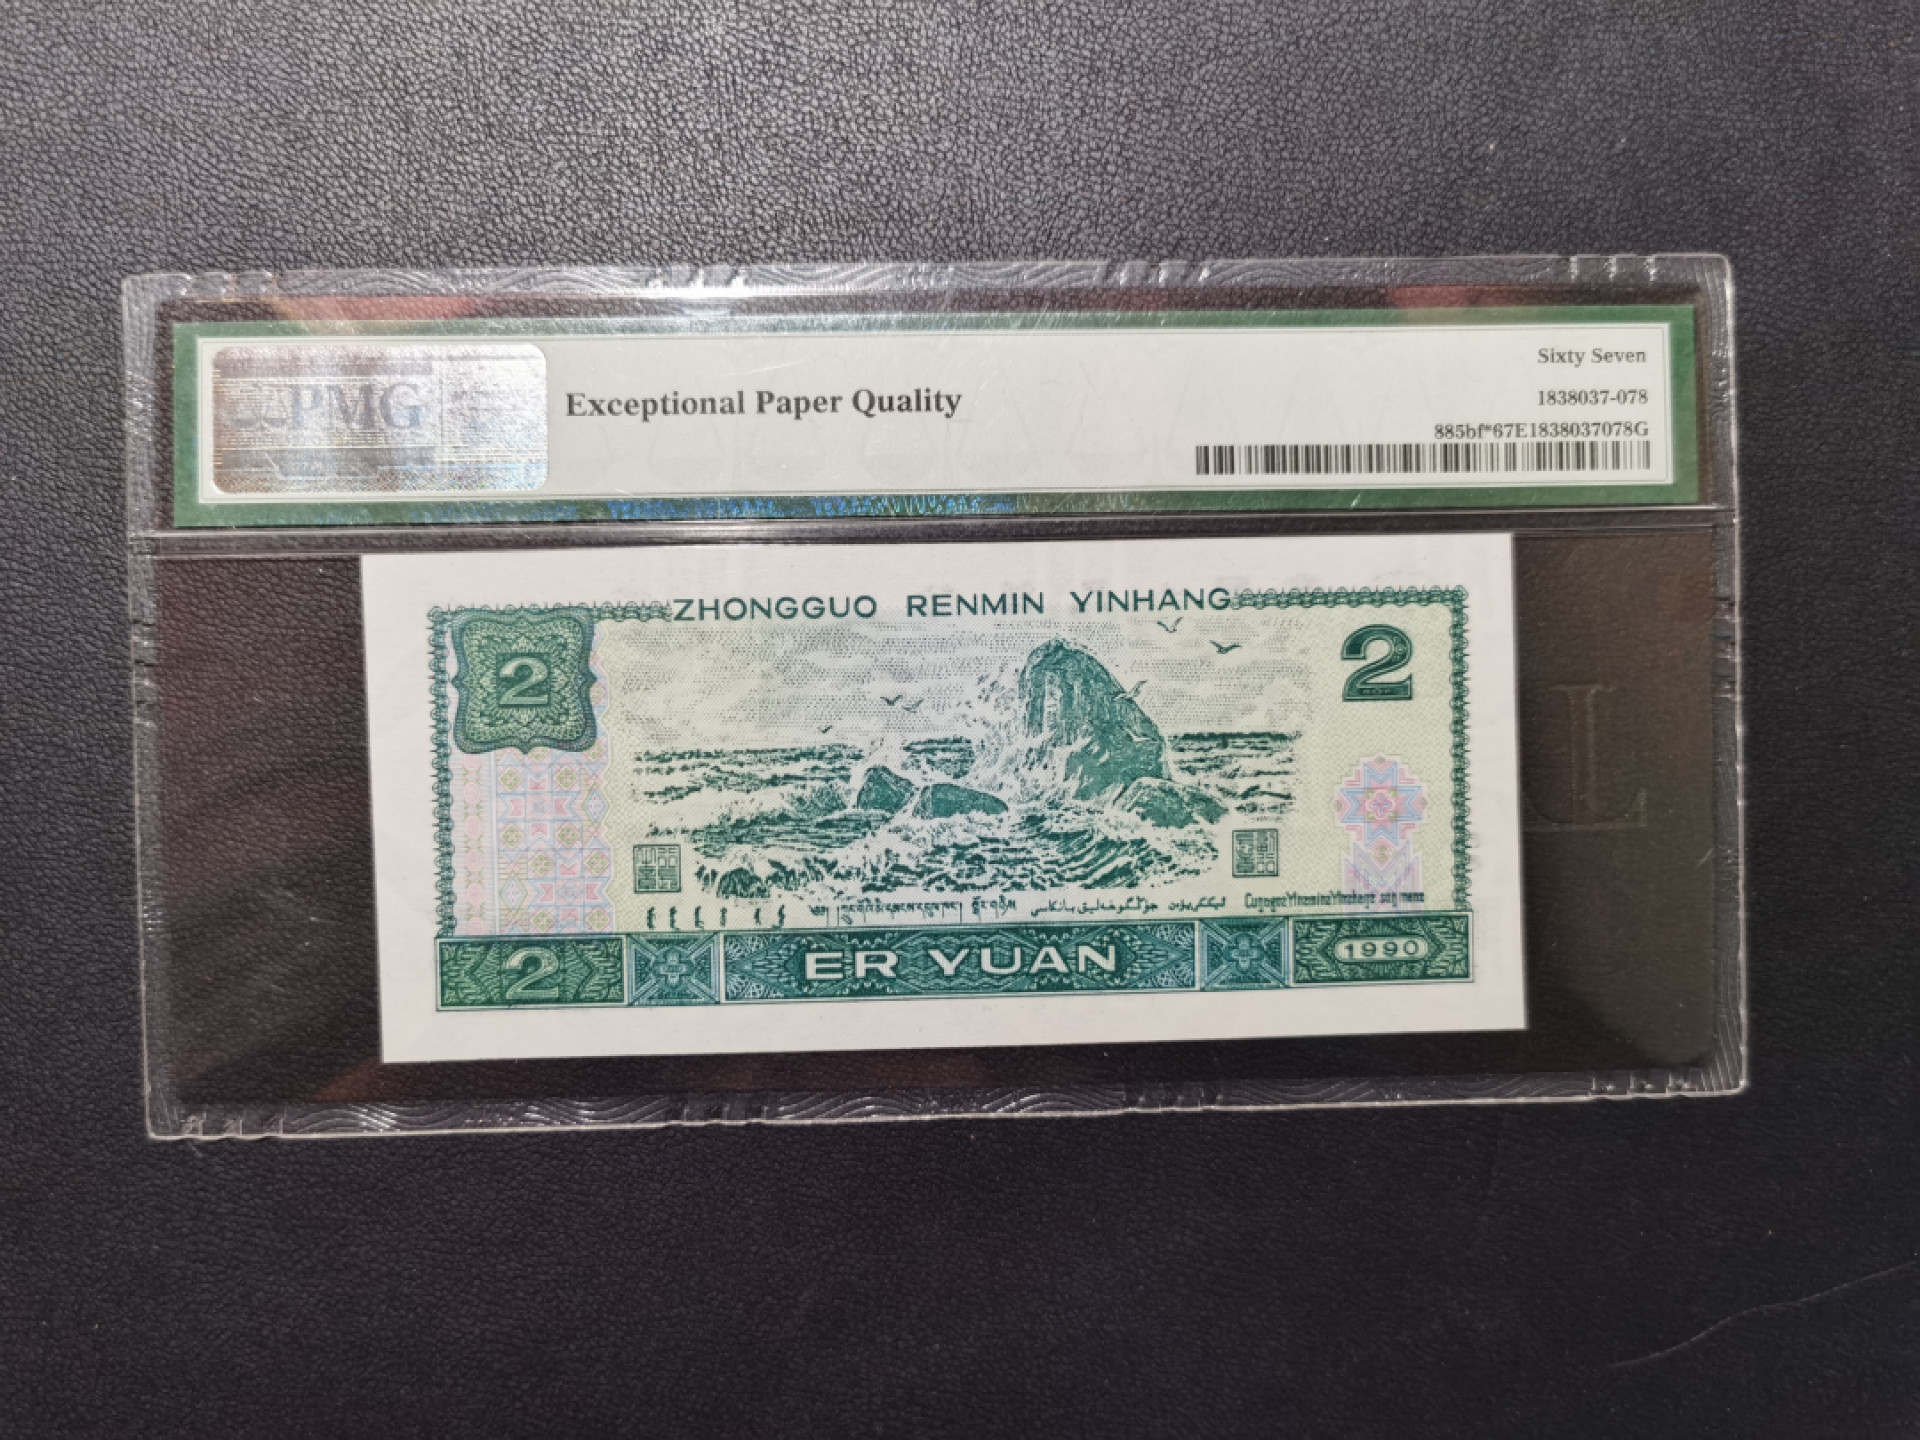 PMG
Exceptional Paper Quality
Sixty Seven
1838037-078
885bf*67E1838037078G
ZHONGGUO RENMIN YINHANG
2
2
2
ER YUAN
1990